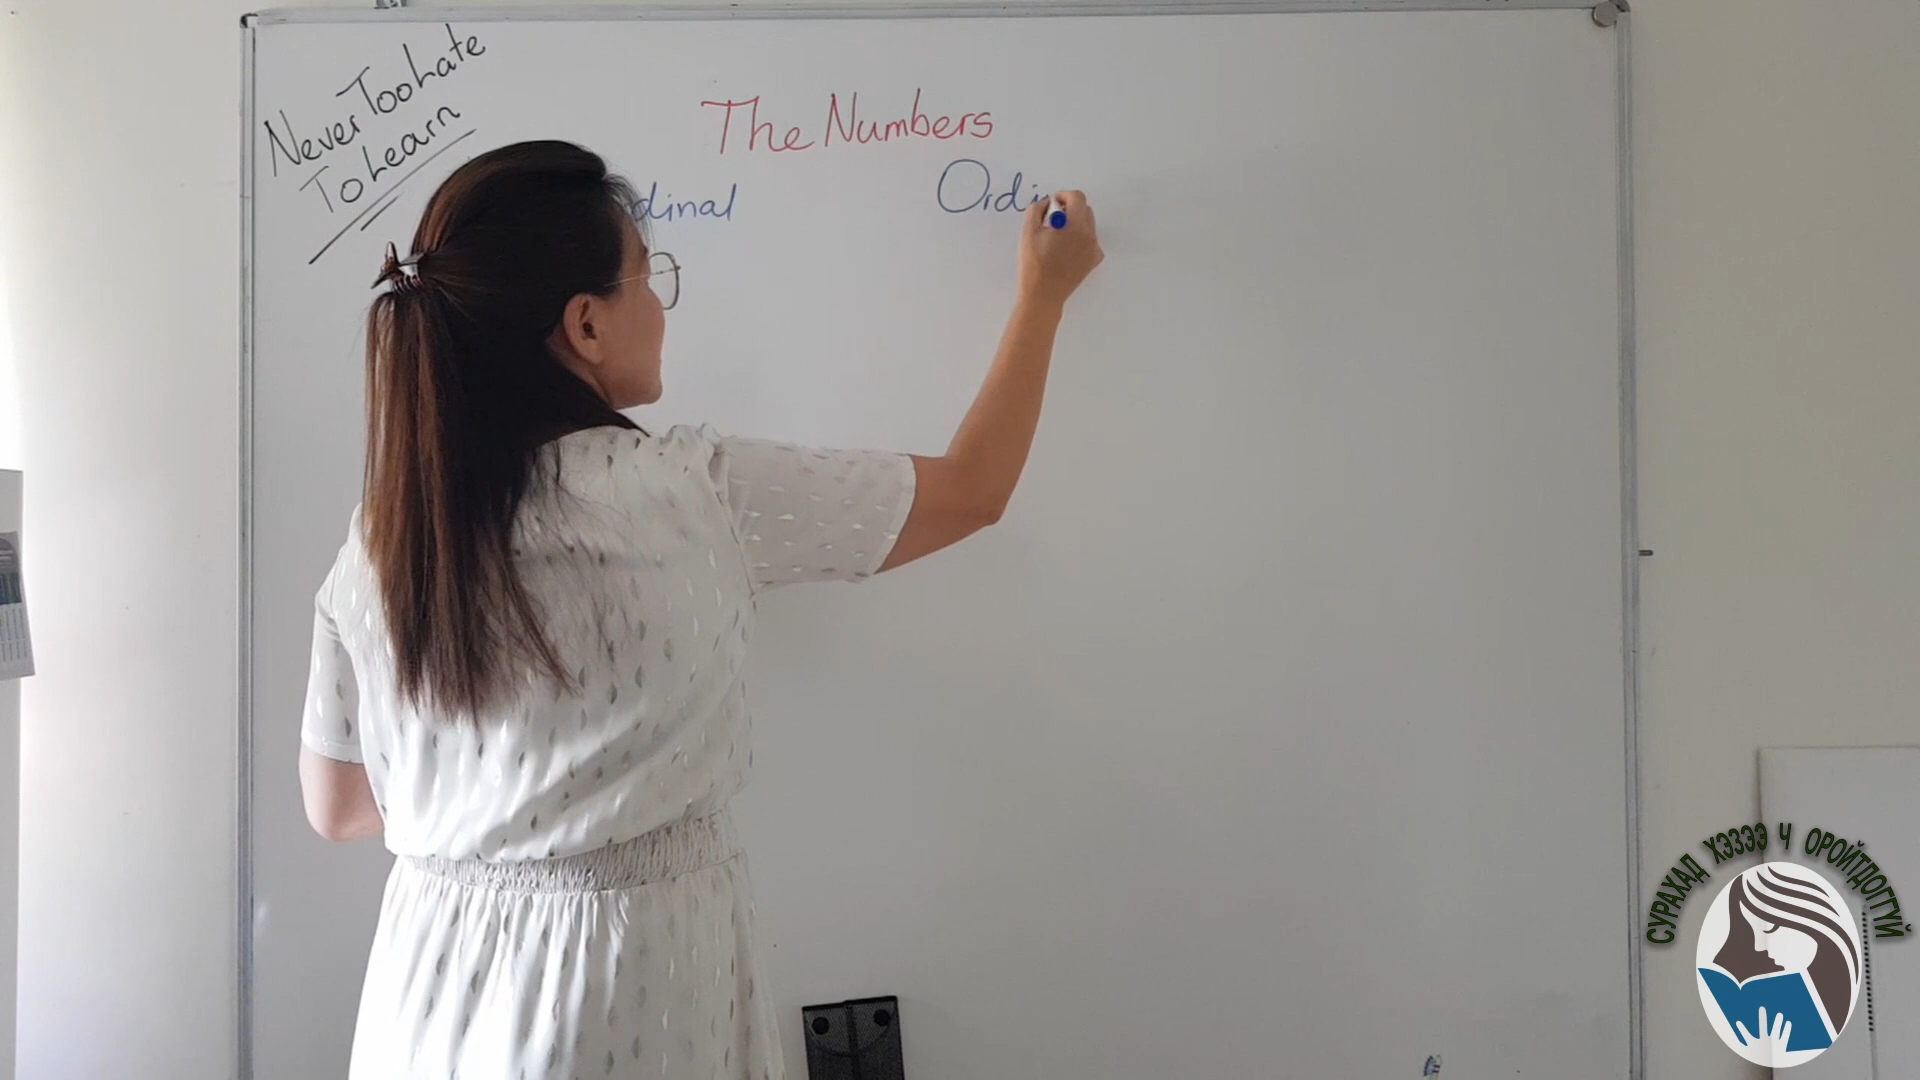 Never Too Late
To Learn
The Numbers
dinal
Ordi
СУРАХАД ХЭЗЭЭ Ч ОРОЙТДОГГҮЙ